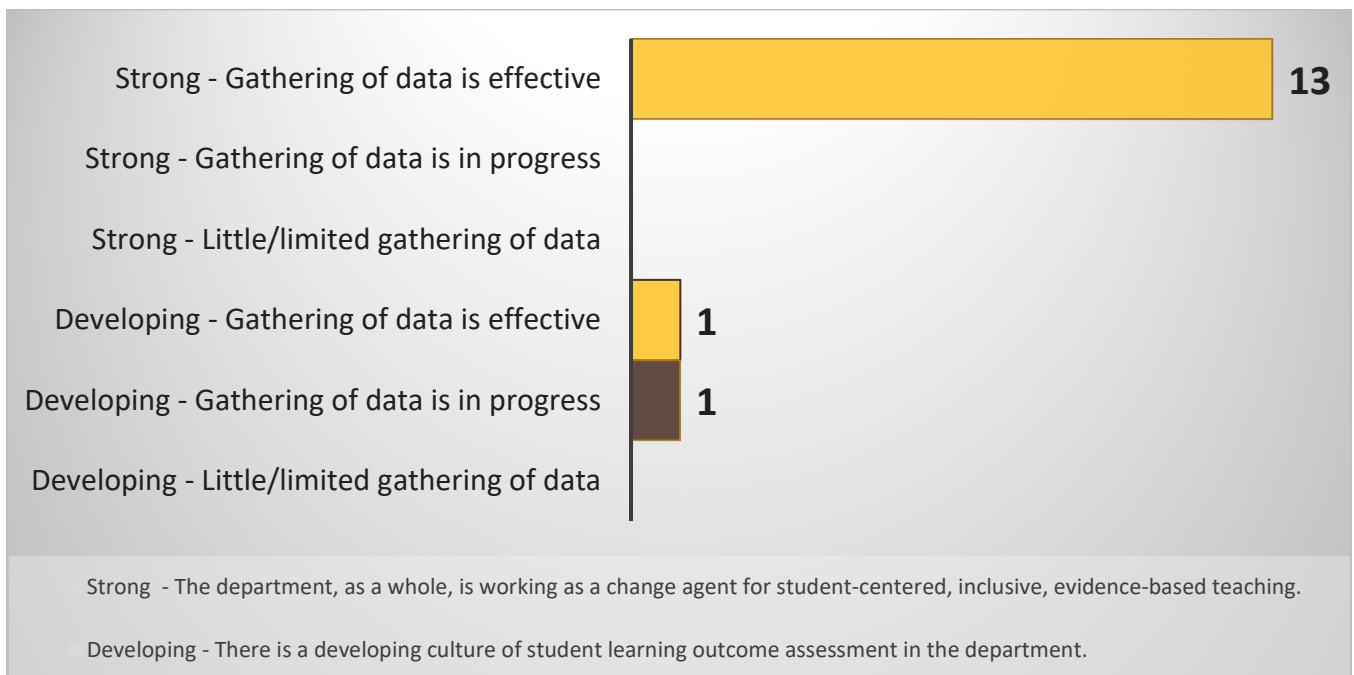 Strong - Gathering of data is effective
13
Strong - Gathering of data is in progress
Strong - Little/limited gathering of data
Developing - Gathering of data is effective
1
Developing - Gathering of data is in progress
1
Developing - Little/limited gathering of data
Strong - The department, as a whole, is working as a change agent for student-centered, inclusive, evidence-based teaching.
Developing - There is a developing culture of student learning outcome assessment in the department.